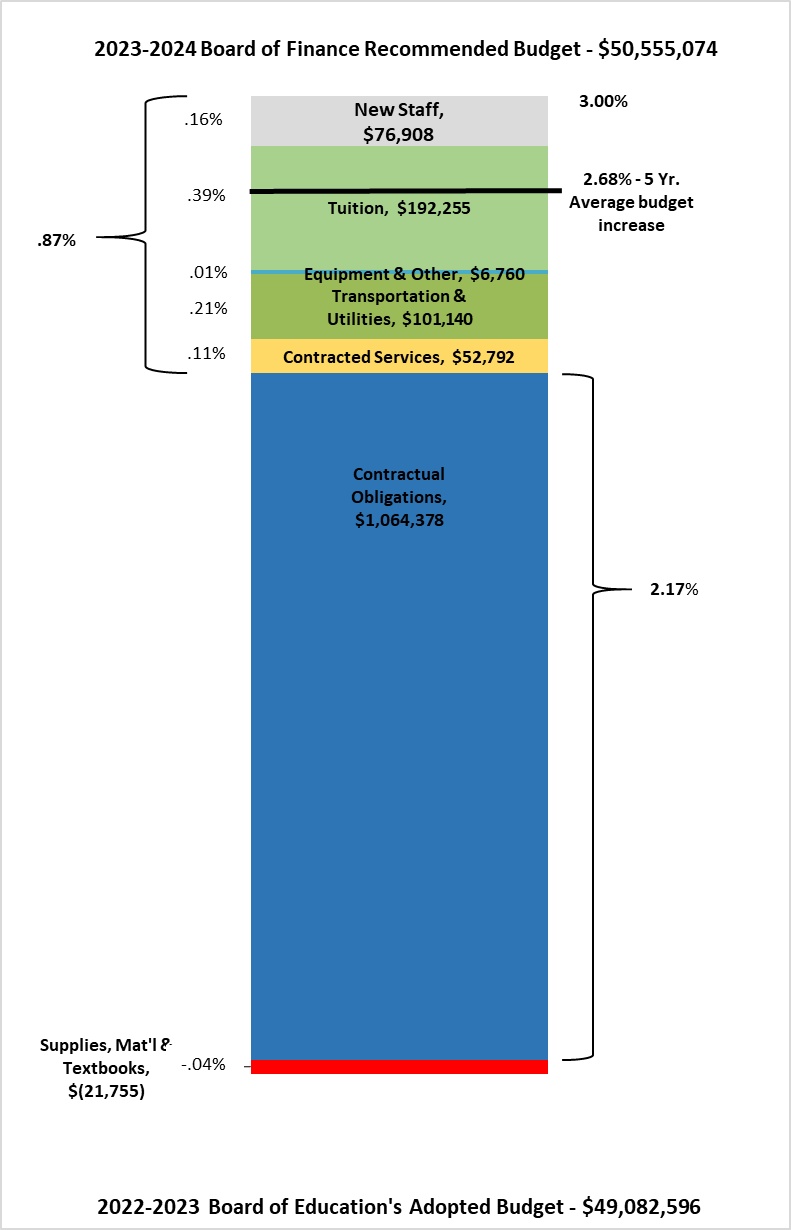 2023-2024 Board of Finance Recommended Budget - $50,555,074
3.00%
.16%
New Staff,
$76,908
2.68% - 5 Yr.
Average budget
increase
.39%
Tuition, $192,255
.87%
.01%
Equipment & Other, $6,760
.21%
Transportation &
Utilities, $101,140
.11%
Contracted Services, $52,792
Contractual
Obligations,
$1,064,378
2.17%
Supplies, Mat'l &
Textbooks,
$(21,755)
-.04%
2022-2023 Board of Education's Adopted Budget - $49,082,596